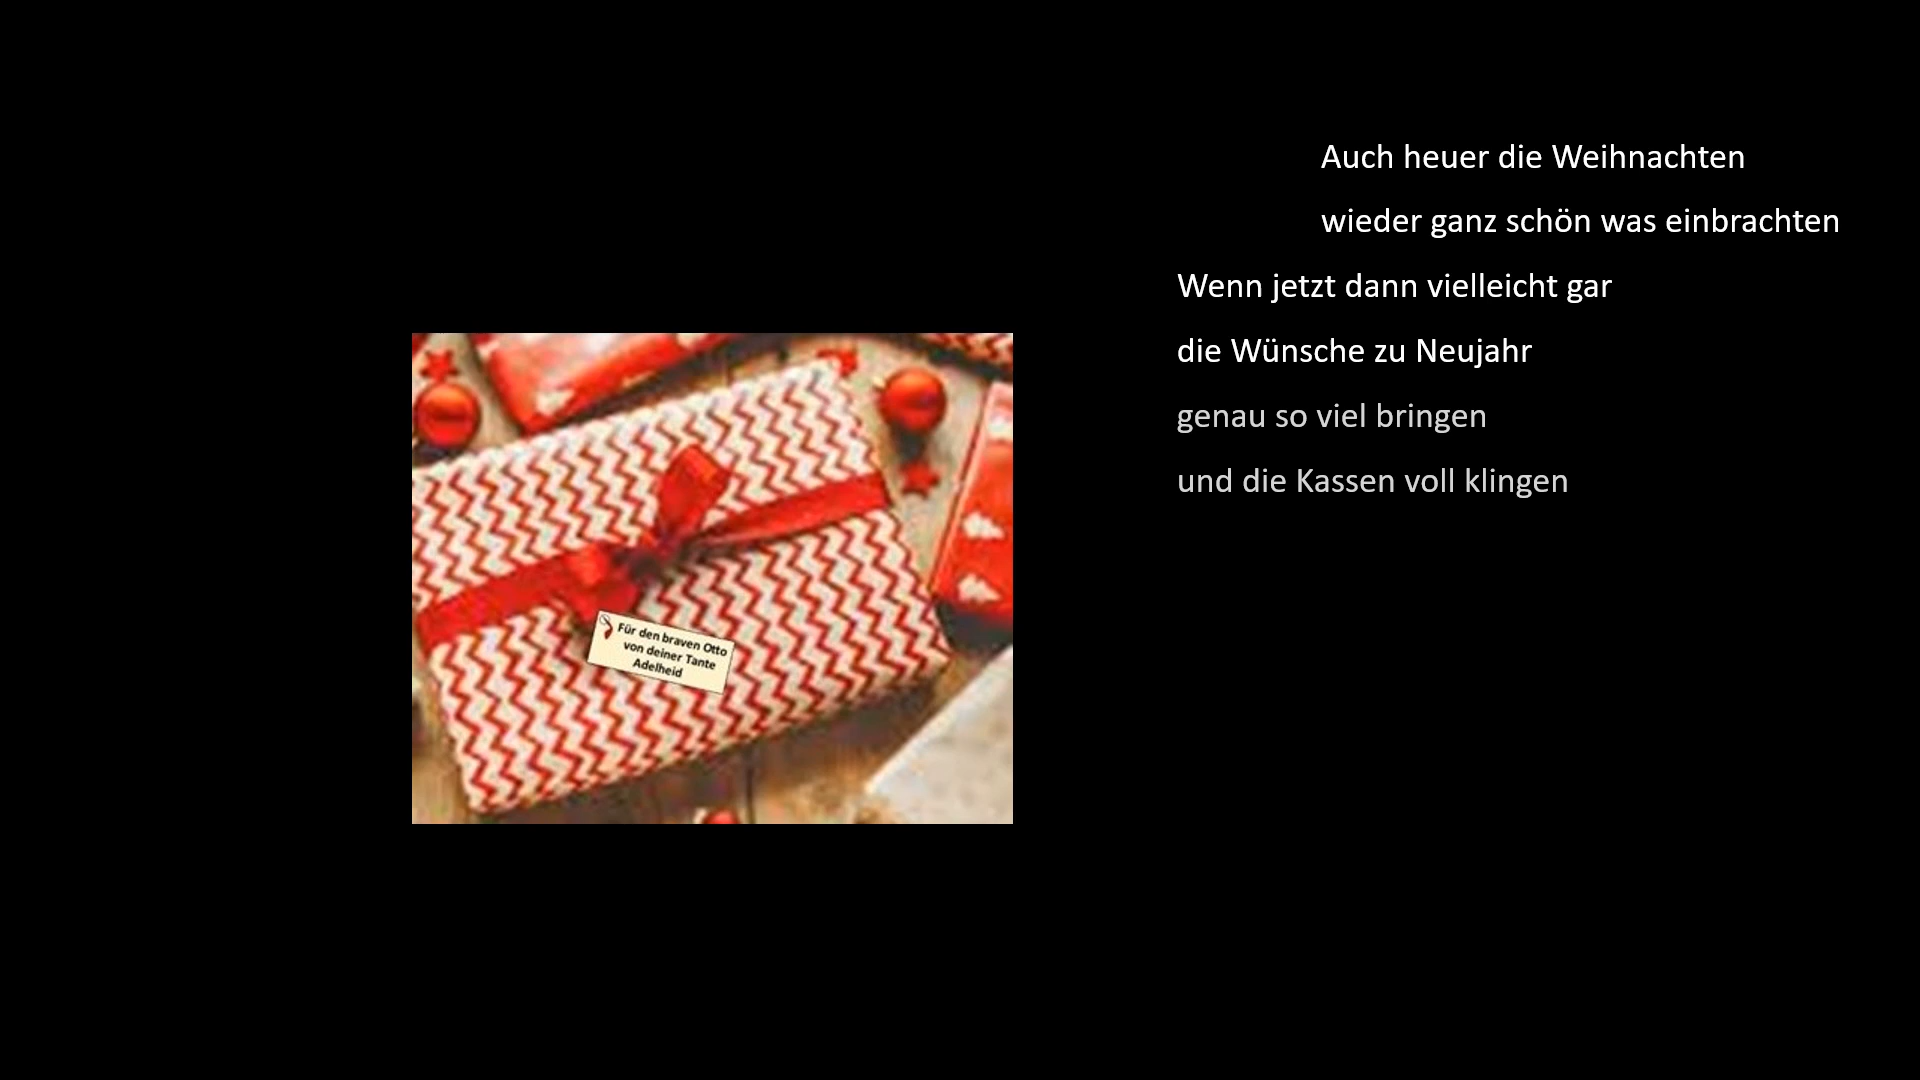 Auch heuer die Weihnachten
wieder ganz schön was einbrachten
Wenn jetzt dann vielleicht gar
die Wünsche zu Neujahr
genau so viel bringen
und die Kassen voll klingen
Für den braven Otto
von deiner Tante
Adelheid